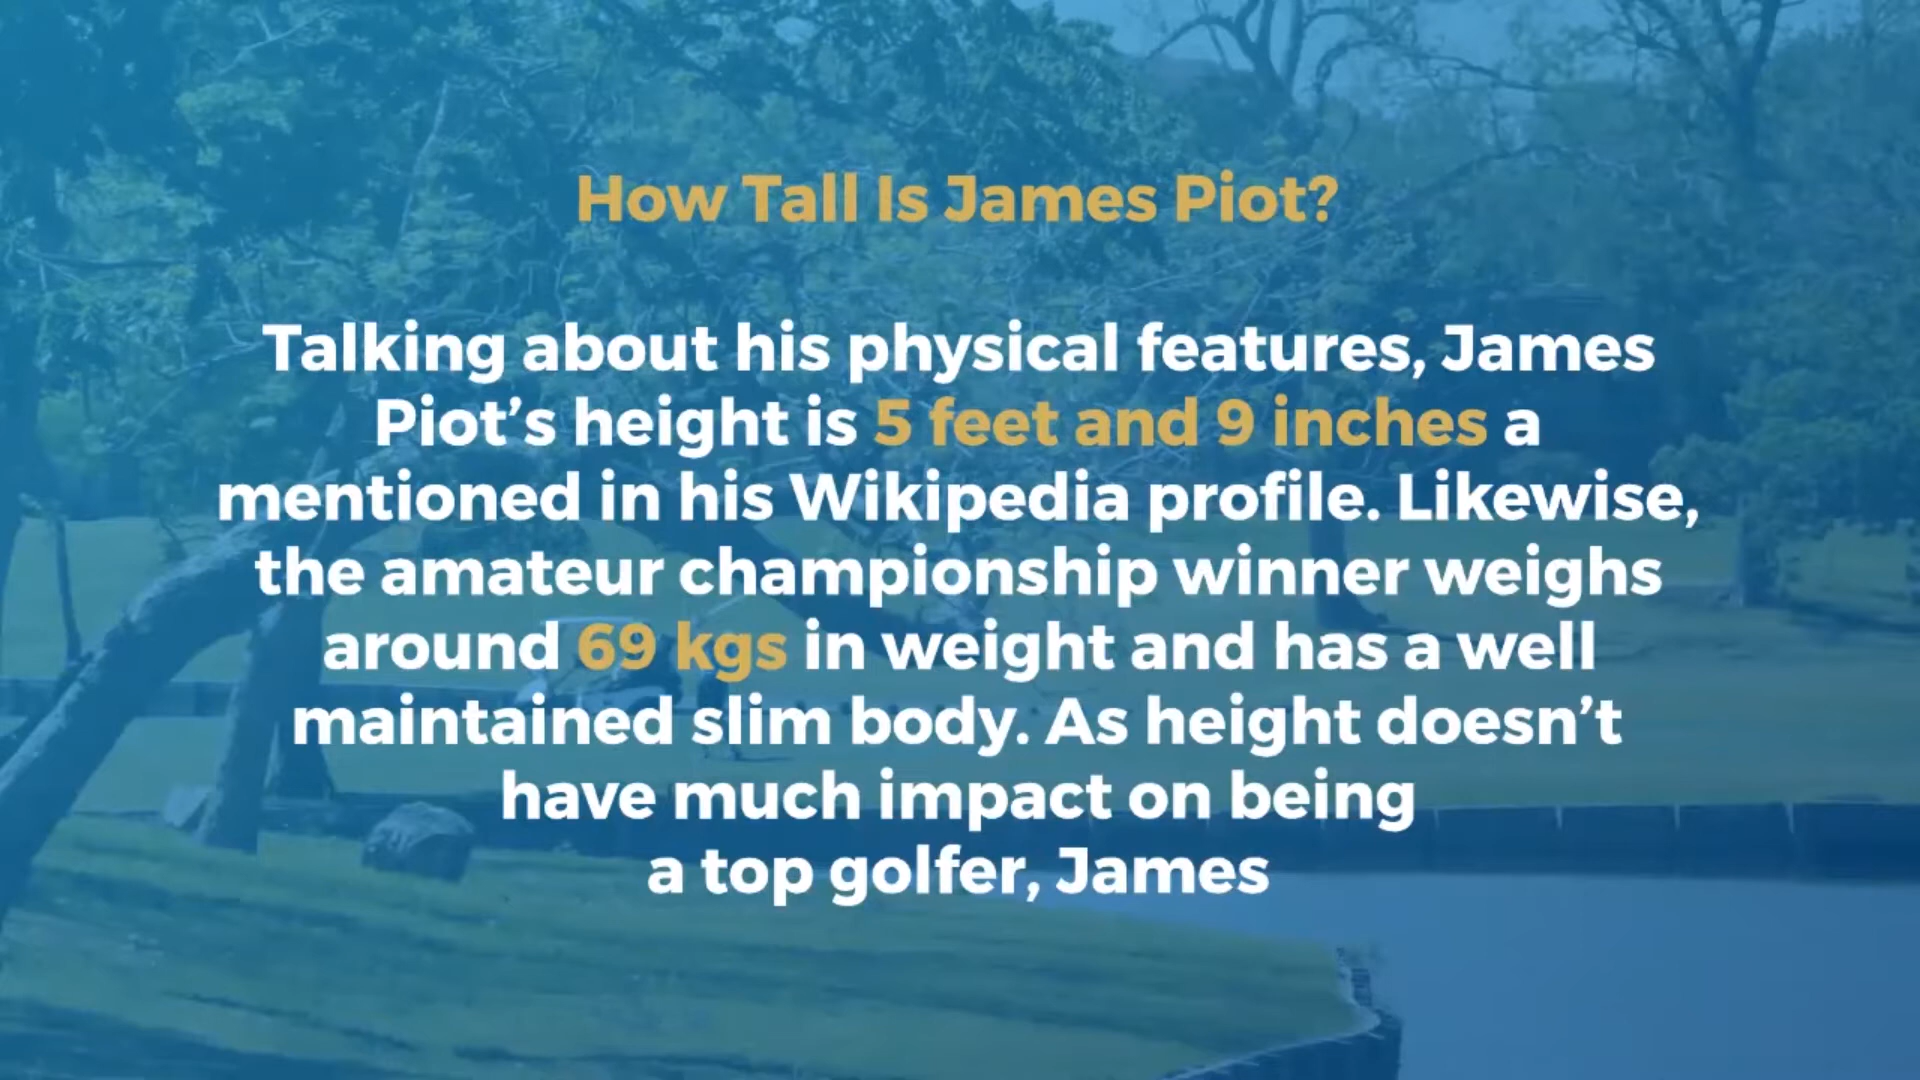 How Tall Is James Piot?
Talking about his physical features, James
Piot’s height is 5 feet and 9 inches a
mentioned in his Wikipedia profile. Likewise,
the amateur championship winner weighs
around 69 kgs in weight and has a well
maintained slim body. As height doesn’t
have much impact on being
a top golfer, James